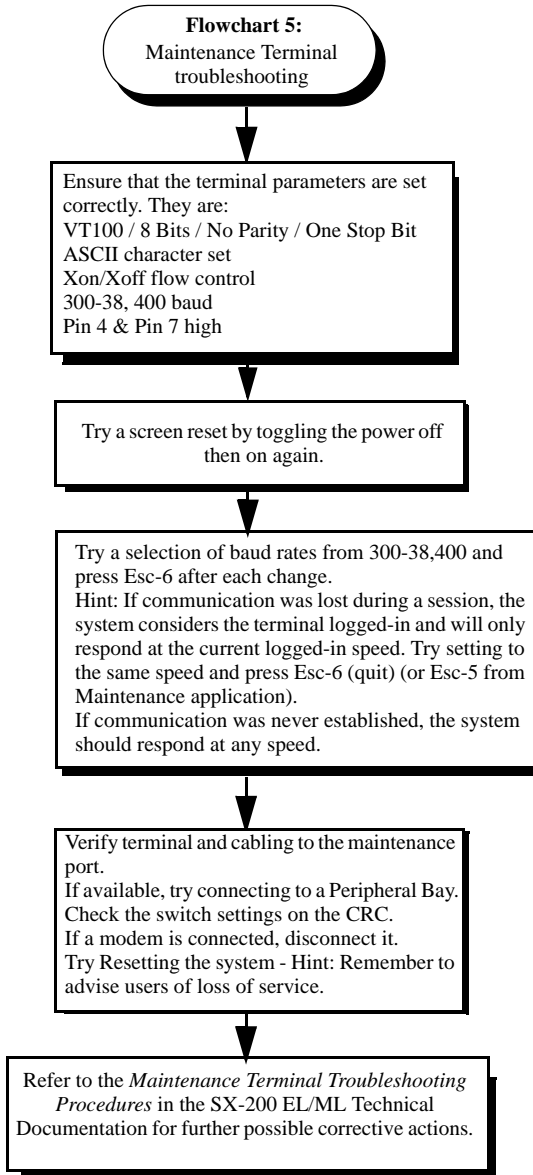 Flowchart 5:
Maintenance Terminal
troubleshooting
Ensure that the terminal parameters are set
correctly. They are:
VT100 / 8 Bits / No Parity / One Stop Bit
ASCII character set
Xon/Xoff flow control
300-38, 400 baud
Pin 4 & Pin 7 high
Try a screen reset by toggling the power off
then on again.
Try a selection of baud rates from 300-38,400 and
press Esc-6 after each change.
Hint: If communication was lost during a session, the
system considers the terminal logged-in and will only
respond at the current logged-in speed. Try setting to
the same speed and press Esc-6 (quit) (or Esc-5 from
Maintenance application).
If communication was never established, the system
should respond at any speed.
Verify terminal and cabling to the maintenance
port.
If available, try connecting to a Peripheral Bay.
Check the switch settings on the CRC.
If a modem is connected, disconnect it.
Try Resetting the system - Hint: Remember to
advise users of loss of service.
Refer to the Maintenance Terminal Troubleshooting
Procedures in the SX-200 EL/ML Technical
Documentation for further possible corrective actions.